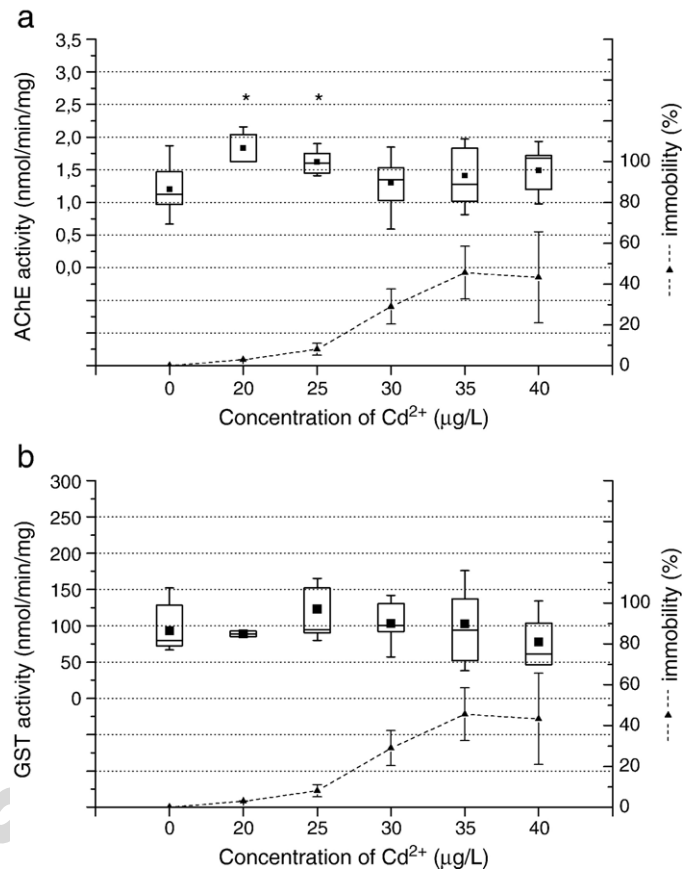 a
AChE activity (nmol/min/mg)
3,5
3,0
2,5
2,0
1,5
1,0
0,5
0,0
* *
100
80
60
40
20
0
immobility (%)
0 20 25 30 35 40
Concentration of Cd²⁺ (μg/L)
b
GST activity (nmol/min/mg)
300
250
200
150
100
50
0
100
80
60
40
20
0
immobility (%)
0 20 25 30 35 40
Concentration of Cd²⁺ (μg/L)